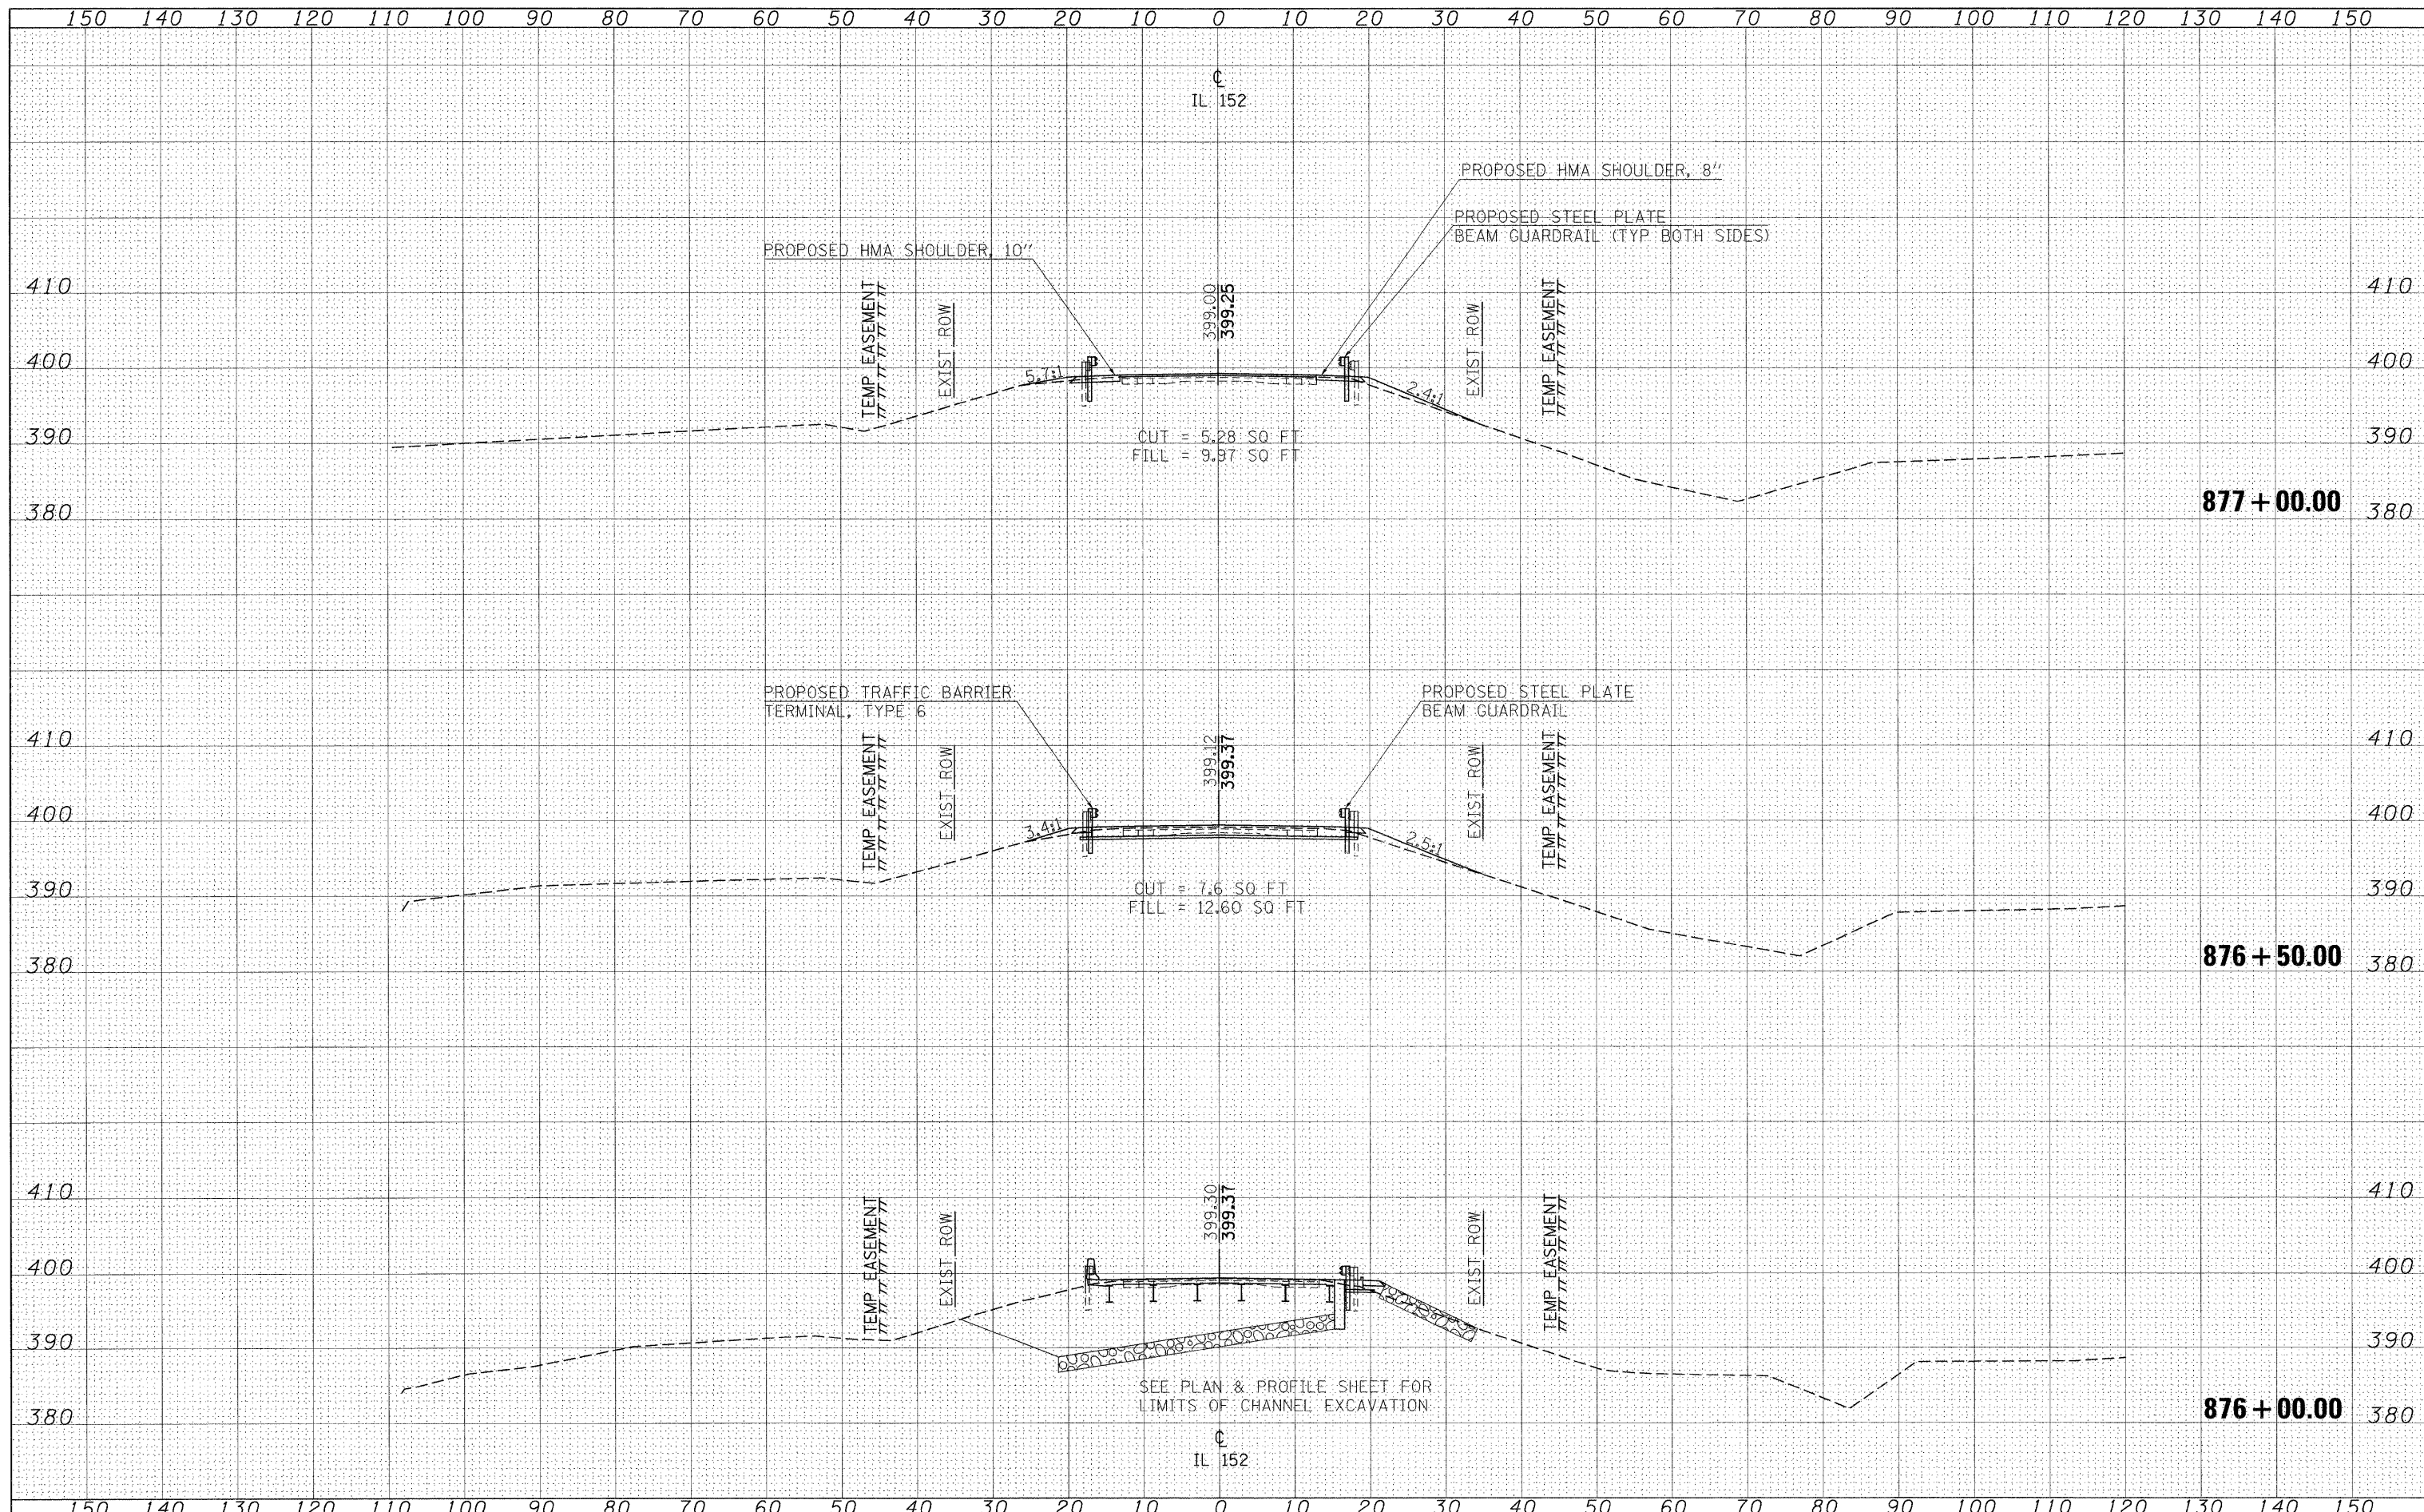 150 140 130 120 110 100 90 80 70 60 50 40 30 20 10 0 10 20 30 40 50 60 70 80 90 100 110 120 130 140 150
℄
IL 152
PROPOSED HMA SHOULDER, 8"
PROPOSED STEEL PLATE
BEAM GUARDRAIL (TYP BOTH SIDES)
PROPOSED HMA SHOULDER, 10"
410 TEMP EASEMENT EXIST ROW 399.00 399.25 EXIST ROW TEMP EASEMENT 410
400 400
5.7:1 2.4:1
390 390
CUT = 5.28 SQ FT
FILL = 9.97 SQ FT
877+00.00
380 380
PROPOSED TRAFFIC BARRIER
TERMINAL, TYPE 6
PROPOSED STEEL PLATE
BEAM GUARDRAIL
410 TEMP EASEMENT EXIST ROW 399.12 399.37 EXIST ROW TEMP EASEMENT 410
400 400
3.4:1 2.5:1
390 390
CUT = 7.6 SQ FT
FILL = 12.60 SQ FT
876+50.00
380 380
410 TEMP EASEMENT EXIST ROW 399.30 399.37 EXIST ROW TEMP EASEMENT 410
400 400
390 390
SEE PLAN & PROFILE SHEET FOR
LIMITS OF CHANNEL EXCAVATION
876+00.00
380 380
℄
IL 152
150 140 130 120 110 100 90 80 70 60 50 40 30 20 10 0 10 20 30 40 50 60 70 80 90 100 110 120 130 140 150